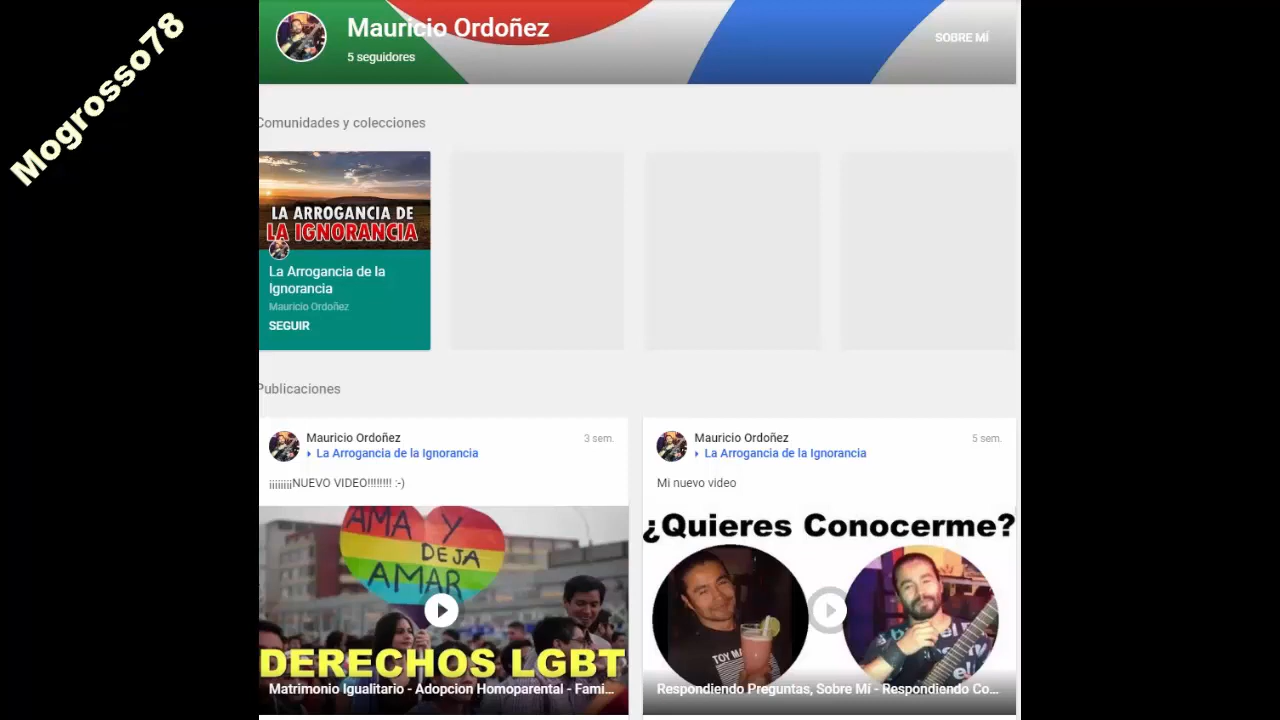 Mogrosso78
Mauricio Ordoñez
5 seguidores
SOBRE MÍ
Comunidades y colecciones
LA ARROGANCIA DE
LA IGNORANCIA
La Arrogancia de la
Ignorancia
Mauricio Ordoñez
SEGUIR
Publicaciones
Mauricio Ordoñez
3 sem.
La Arrogancia de la Ignorancia
¡¡¡¡¡¡¡¡NUEVO VIDEO!!!!!!!! :-)
AMA Y
DEJA
AMAR
DERECHOS LGBT
Matrimonio Igualitario - Adopcion Homoparental - Fami...
Mauricio Ordoñez
5 sem.
La Arrogancia de la Ignorancia
Mi nuevo video
¿Quieres Conocerme?
TOY
Respondiendo Preguntas, Sobre Mí - Respondiendo Co...